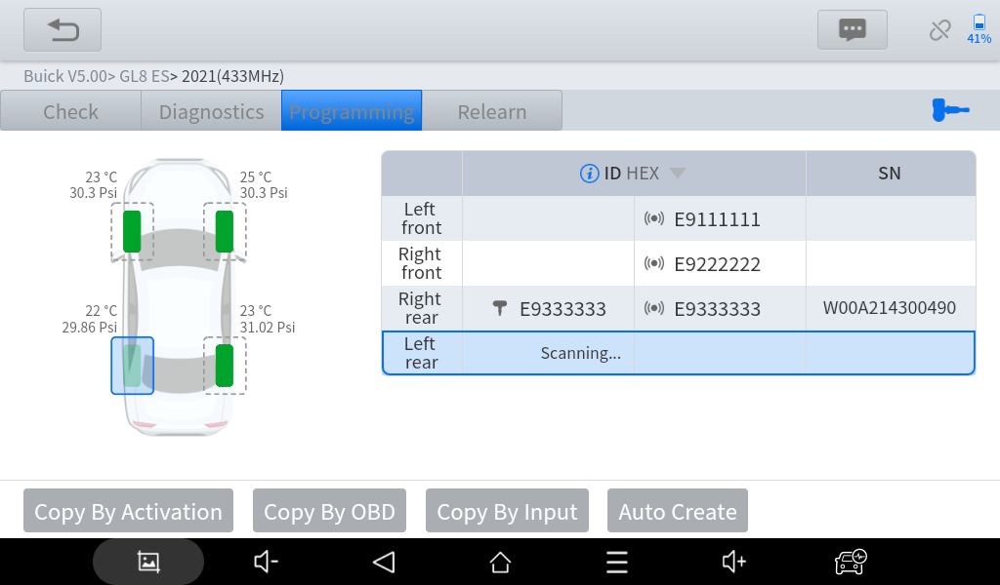 41%
Buick V5.00> GL8 ES> 2021(433MHz)
Check Diagnostics Programming Relearn
23 °C
30.3 Psi
25 °C
30.3 Psi
22 °C
29.86 Psi
23 °C
31.02 Psi
ID HEX SN
Left front E9111111
Right front E9222222
Right rear E9333333 E9333333 W00A214300490
Left rear Scanning...
Copy By Activation Copy By OBD Copy By Input Auto Create